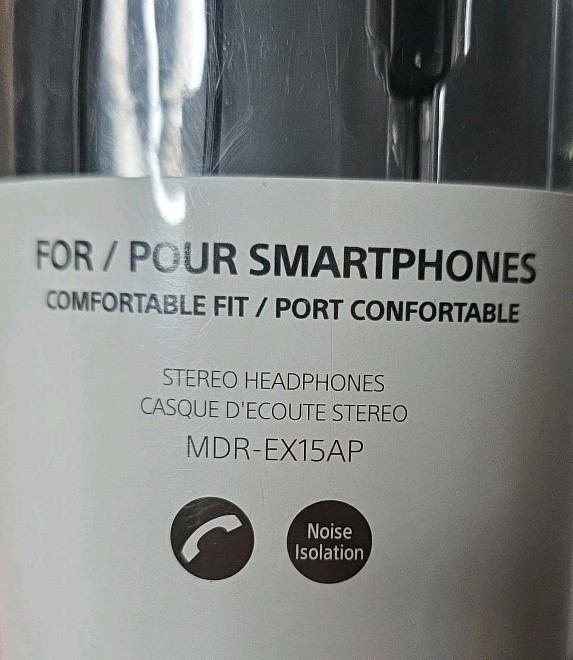 FOR / POUR SMARTPHONES
COMFORTABLE FIT / PORT CONFORTABLE
STEREO HEADPHONES
CASQUE D'ECOUTE STEREO
MDR-EX15AP
Noise
Isolation